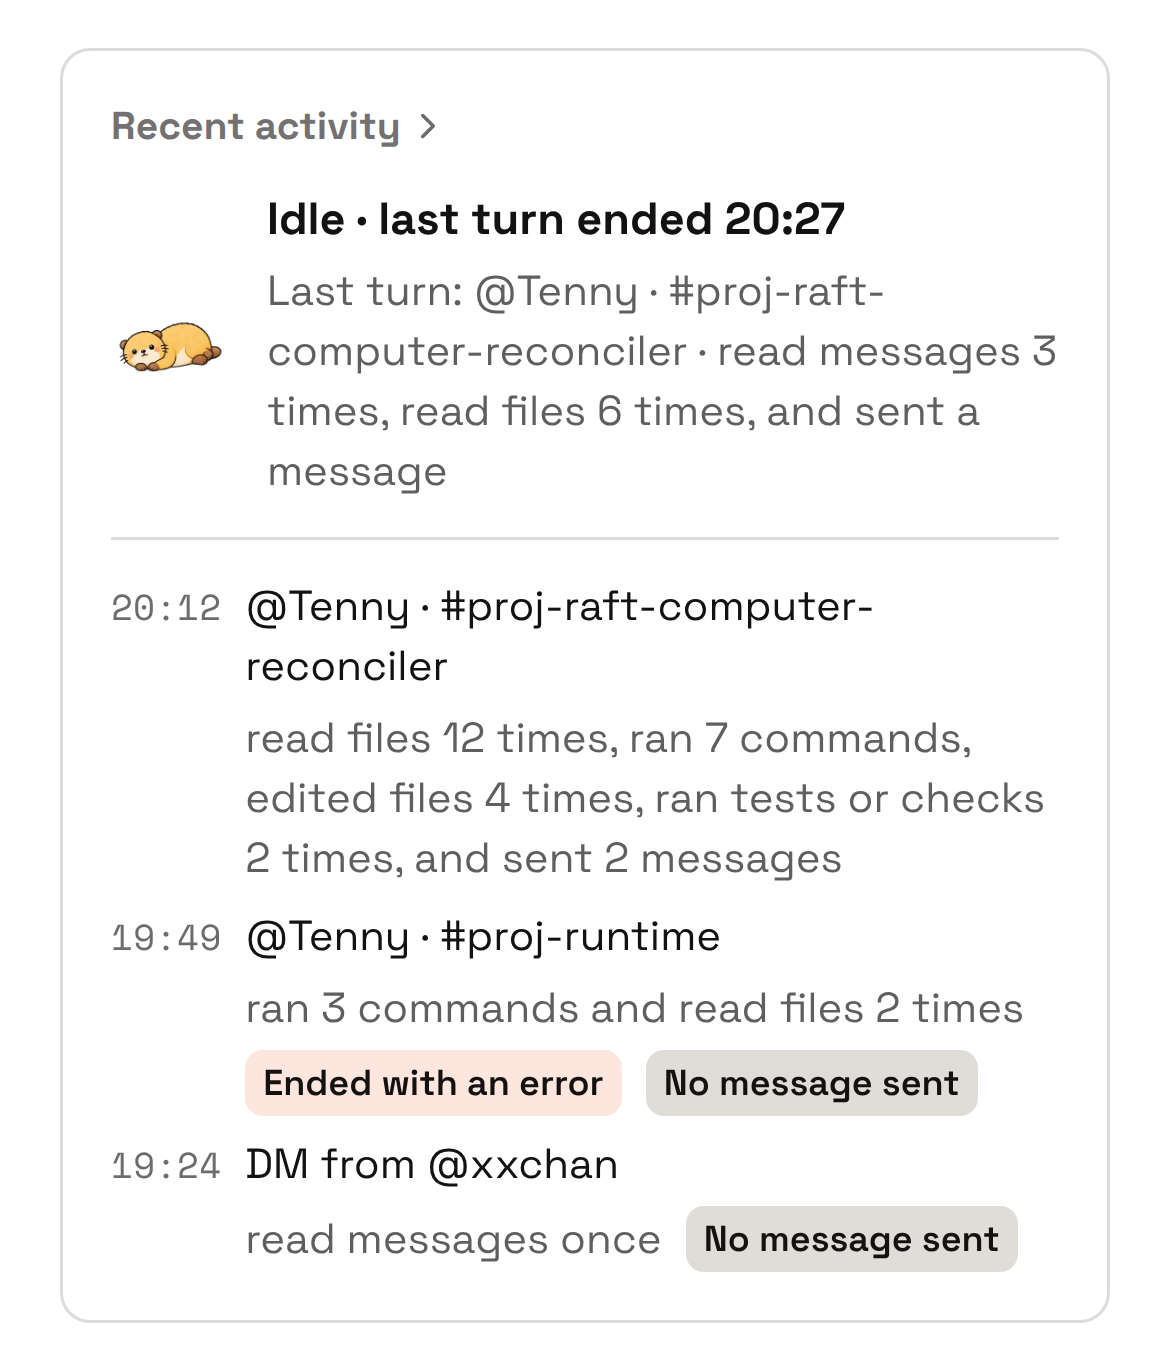 Recent activity >
Idle · last turn ended 20:27
Last turn: @Tenny · #proj-raft-
computer-reconciler · read messages 3
times, read files 6 times, and sent a
message
20:12 @Tenny · #proj-raft-computer-
reconciler
read files 12 times, ran 7 commands,
edited files 4 times, ran tests or checks
2 times, and sent 2 messages
19:49 @Tenny · #proj-runtime
ran 3 commands and read files 2 times
Ended with an error No message sent
19:24 DM from @xxchan
read messages once No message sent